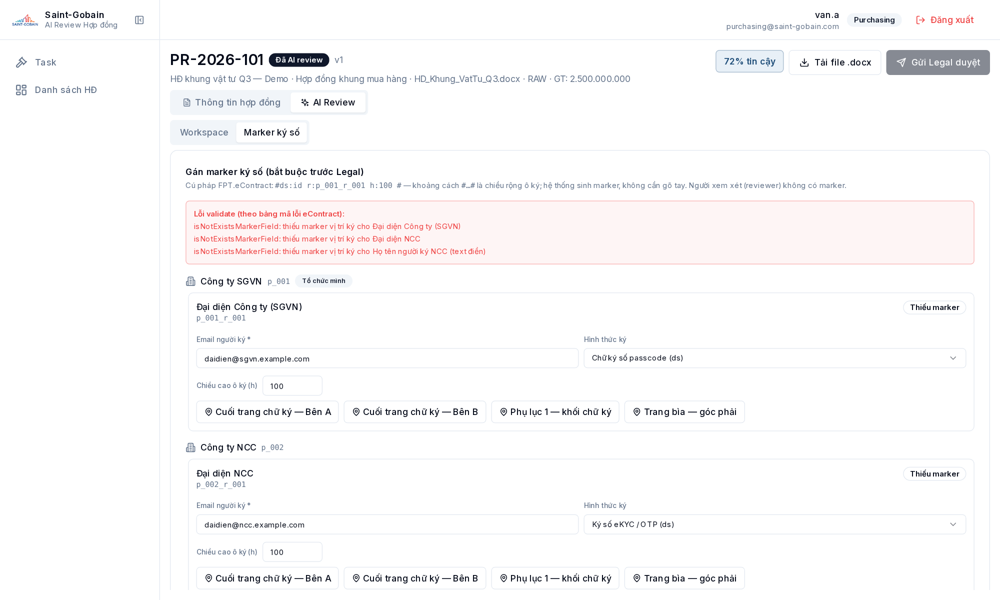 SAINT-GOBAIN
Saint-Gobain
AI Review Hợp đồng
van.a
purchasing@saint-gobain.com
Purchasing
Đăng xuất
Task
Danh sách HĐ
PR-2026-101 Đã AI review v1
72% tin cậy
Tải file .docx
Gửi Legal duyệt
HĐ khung vật tư Q3 — Demo · Hợp đồng khung mua hàng · HD_Khung_VatTu_Q3.docx · RAW · GT: 2.500.000.000
Thông tin hợp đồng AI Review
Workspace Marker ký số
Gán marker ký số (bắt buộc trước Legal)
Cú pháp FPT.eContract: #ds:id r:p_001_r_001 h:100 # — khoảng cách #…# là chiều rộng ô ký; hệ thống sinh marker, không cần gõ tay. Người xem xét (reviewer) không có marker.
Lỗi validate (theo bảng mã lỗi eContract):
isNotExistsMarkerField: thiếu marker vị trí ký cho Đại diện Công ty (SGVN)
isNotExistsMarkerField: thiếu marker vị trí ký cho Đại diện NCC
isNotExistsMarkerField: thiếu marker vị trí ký cho Họ tên người ký NCC (text điền)
Công ty SGVN p_001 Tổ chức mình
Đại diện Công ty (SGVN)
Thiếu marker
p_001_r_001
Email người ký * Hình thức ký
daidien@sgvn.example.com Chữ ký số passcode (ds)
Chiều cao ô ký (h) 100
Cuối trang chữ ký — Bên A Cuối trang chữ ký — Bên B Phụ lục 1 — khối chữ ký Trang bìa — góc phải
Công ty NCC p_002
Đại diện NCC
Thiếu marker
p_002_r_001
Email người ký * Hình thức ký
daidien@ncc.example.com Ký số eKYC / OTP (ds)
Chiều cao ô ký (h) 100
Cuối trang chữ ký — Bên A Cuối trang chữ ký — Bên B Phụ lục 1 — khối chữ ký Trang bìa — góc phải